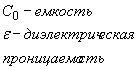 C₀ – емкость
ε – диэлектрическая
проницаемость